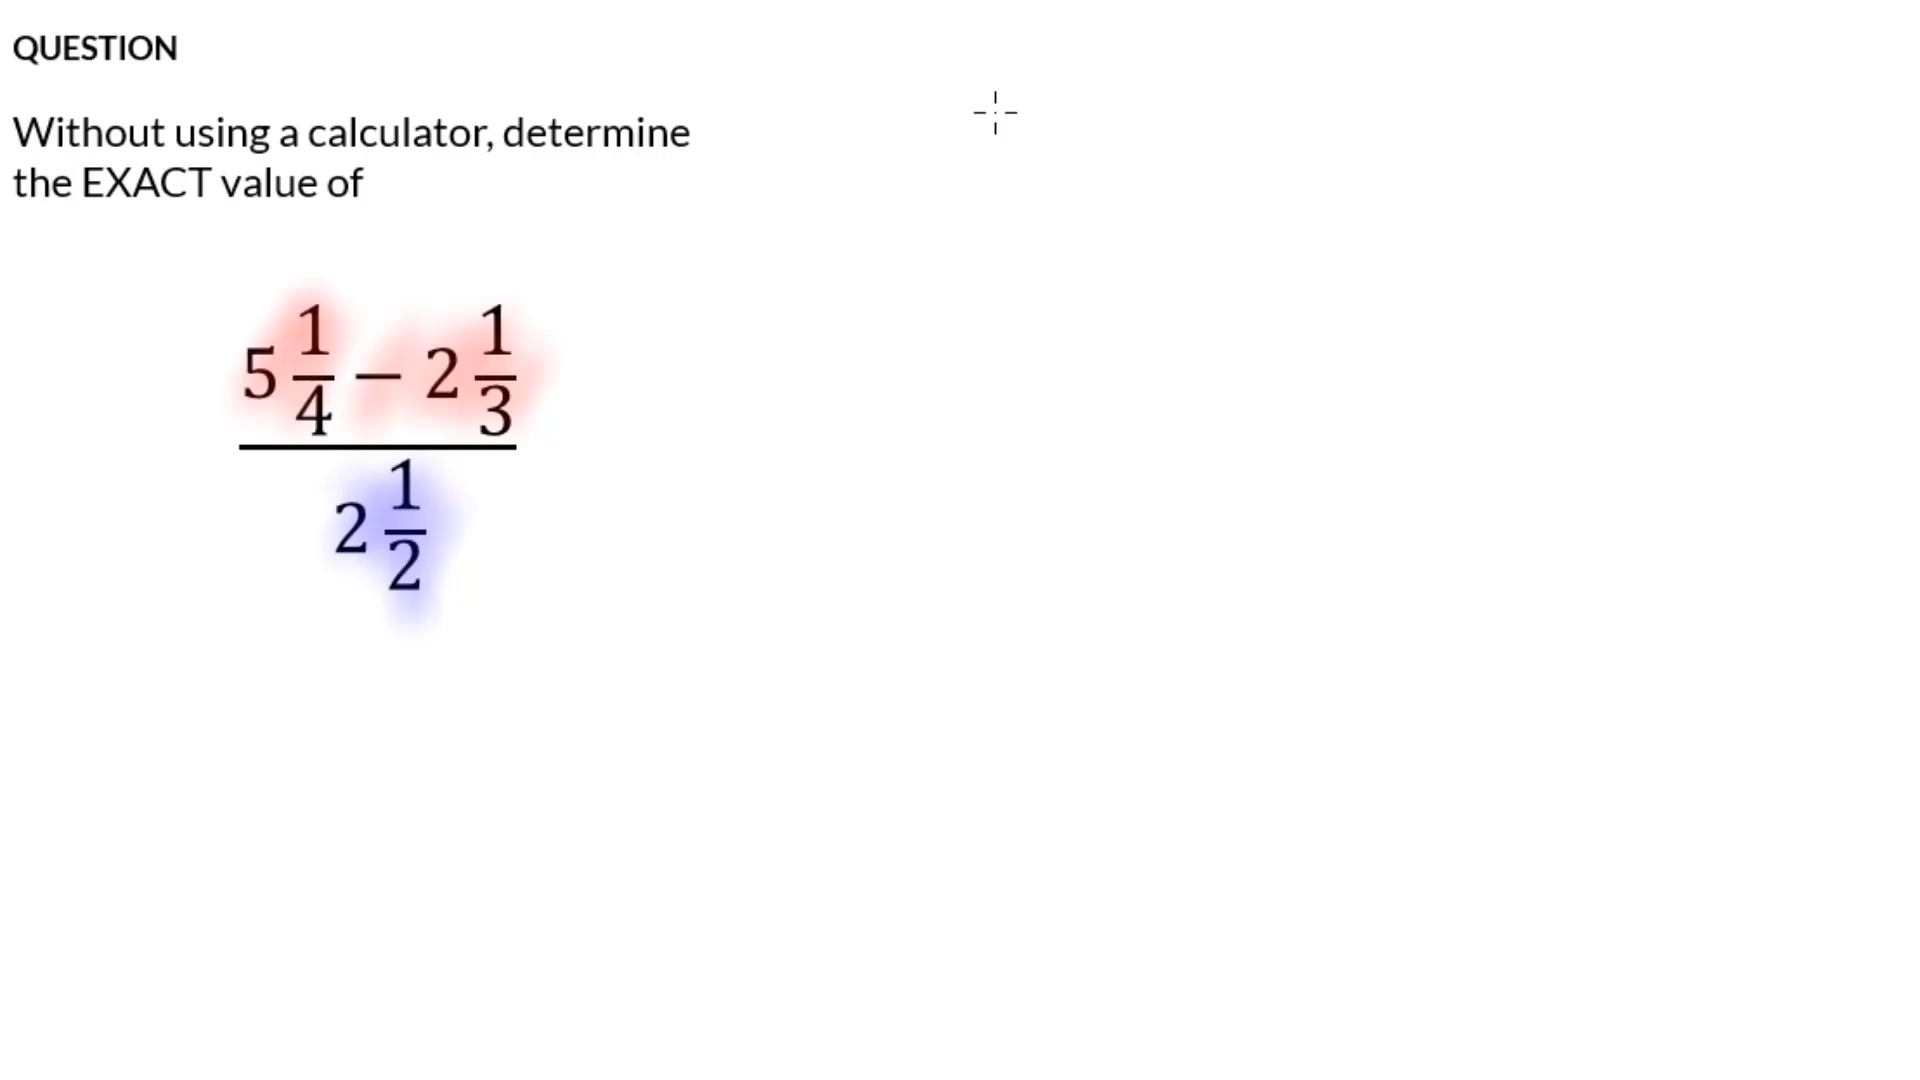 QUESTION
Without using a calculator, determine
the EXACT value of
5 1/4 − 2 1/3
2 1/2